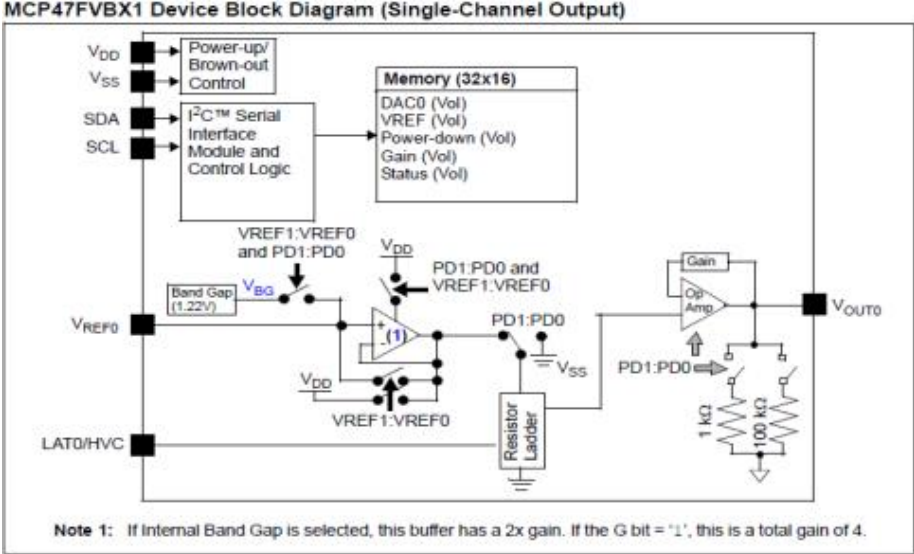 MCP47FVBX1 Device Block Diagram (Single-Channel Output)
VDD
VSS
SDA
SCL
Power-up/
Brown-out
Control
I²C™ Serial
Interface
Module and
Control Logic
Memory (32x16)
DAC0 (Vol)
VREF (Vol)
Power-down (Vol)
Gain (Vol)
Status (Vol)
VREF1:VREF0
and PD1:PD0
VDD
PD1:PD0 and
VREF1:VREF0
Band Gap
(1.22V)
VBG
VREF0
+
-
(1)
PD1:PD0
VSS
VDD
VREF1:VREF0
LAT0/HVC
Resistor
Ladder
Gain
Op
Amp
VOUT0
PD1:PD0
1 kΩ
100 kΩ
Note 1: If Internal Band Gap is selected, this buffer has a 2x gain. If the G bit = '1', this is a total gain of 4.